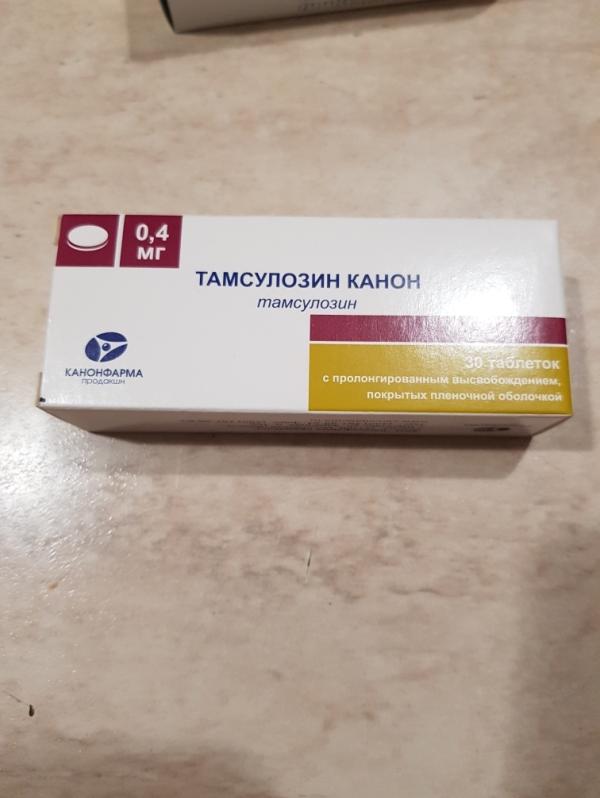 0,4
мг
ТАМСУЛОЗИН КАНОН
тамсулозин
КАНОНФАРМА
продакшн
30 таблеток
с пролонгированным высвобождением,
покрытых пленочной оболочкой